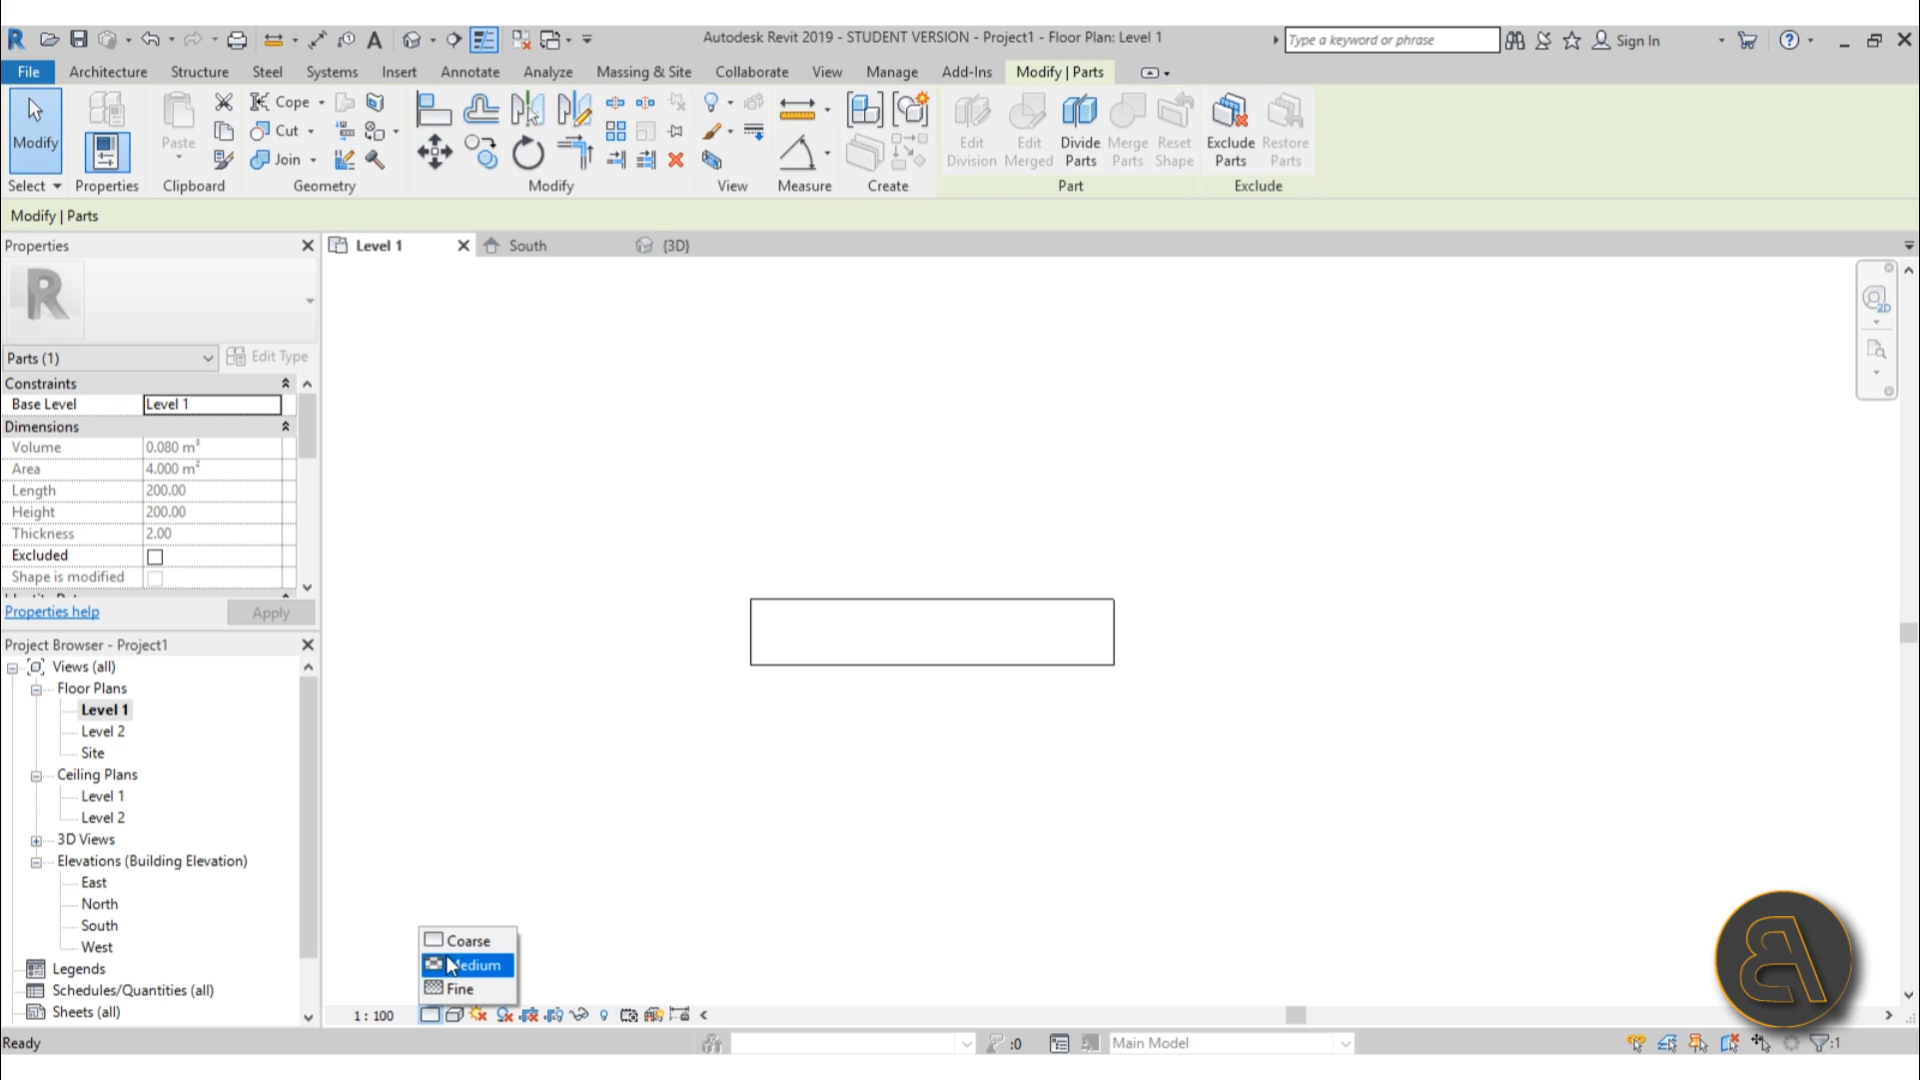 Autodesk Revit 2019 - STUDENT VERSION - Project1 - Floor Plan: Level 1
Type a keyword or phrase
Sign In
File Architecture Structure Steel Systems Insert Annotate Analyze Massing & Site Collaborate View Manage Add-Ins Modify | Parts
Modify
Paste
Cope
Cut
Join
Edit Division
Edit Merged
Divide Parts
Merge Parts
Reset Shape
Exclude Parts
Restore Parts
Select Properties Clipboard Geometry Modify View Measure Create Part Exclude
Modify | Parts
Properties
Level 1
South
{3D}
2D
R
Parts (1)
Edit Type
Constraints
Base Level Level 1
Dimensions
Volume 0.080 m³
Area 4.000 m²
Length 200.00
Height 200.00
Thickness 2.00
Excluded
Shape is modified
Properties help
Apply
Project Browser - Project1
Views (all)
Floor Plans
Level 1
Level 2
Site
Ceiling Plans
Level 1
Level 2
3D Views
Elevations (Building Elevation)
East
North
South
West
Legends
Schedules/Quantities (all)
Sheets (all)
Coarse
Medium
Fine
1 : 100
Ready
:0
Main Model
:1